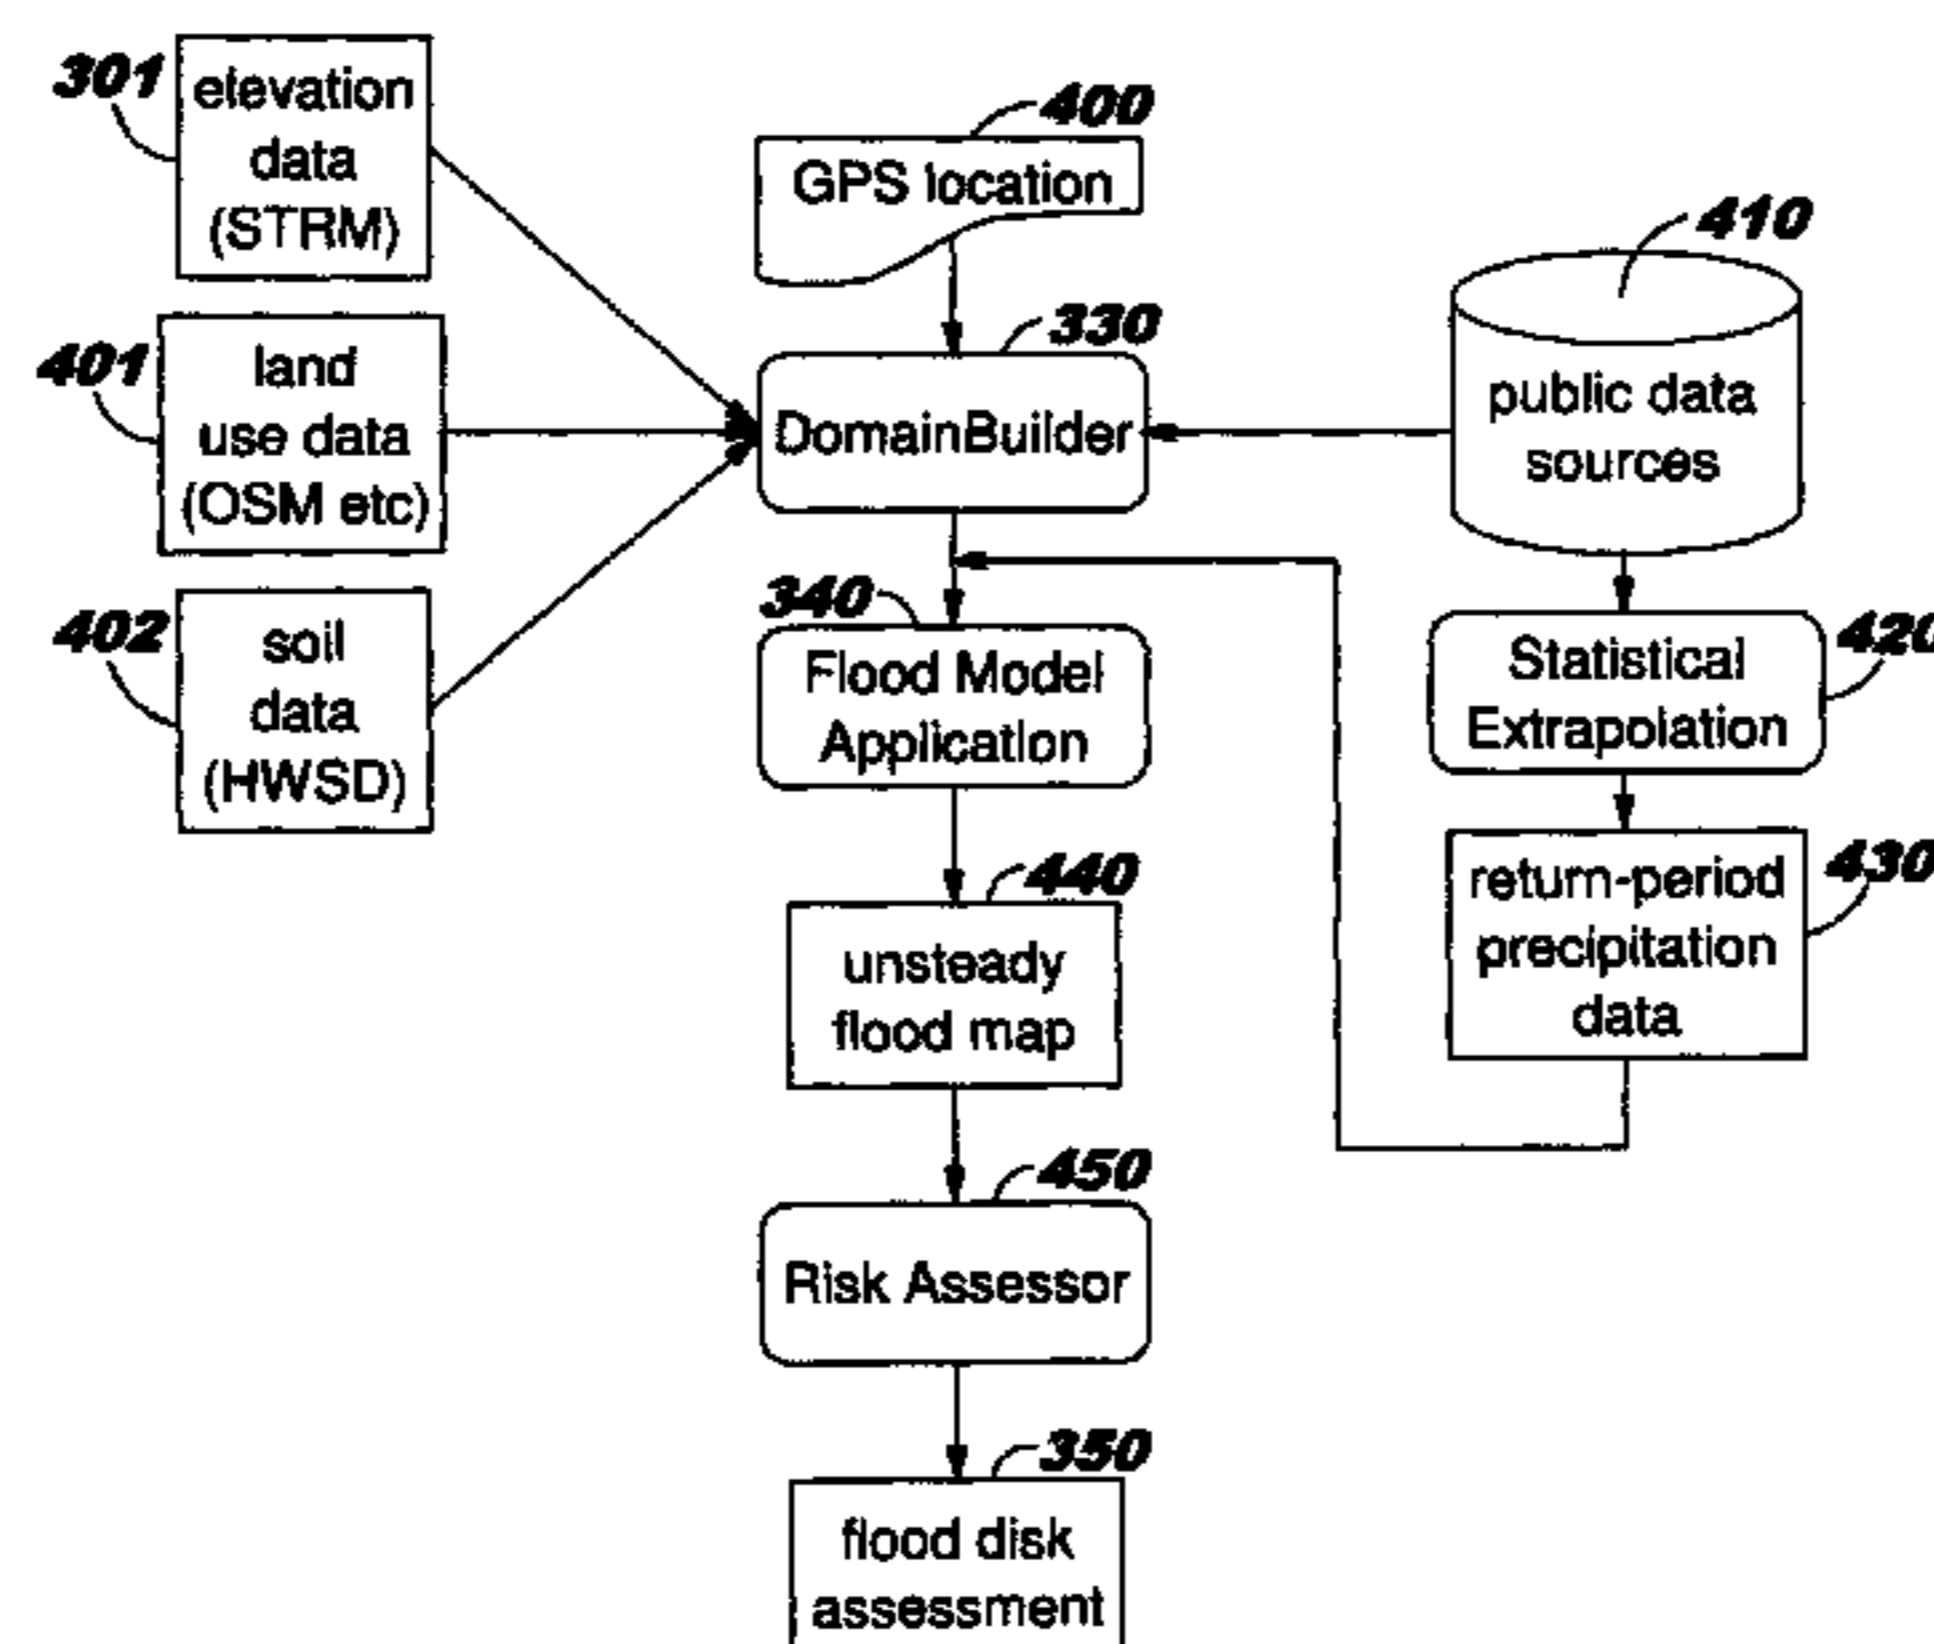 301
elevation
data
(STRM)
400
GPS location
410
public data
sources
401
land
use data
(OSM etc)
330
DomainBuilder
402
soil
data
(HWSD)
340
Flood Model
Application
420
Statistical
Extrapolation
430
return-period
precipitation
data
440
unsteady
flood map
450
Risk Assessor
350
flood disk
assessment